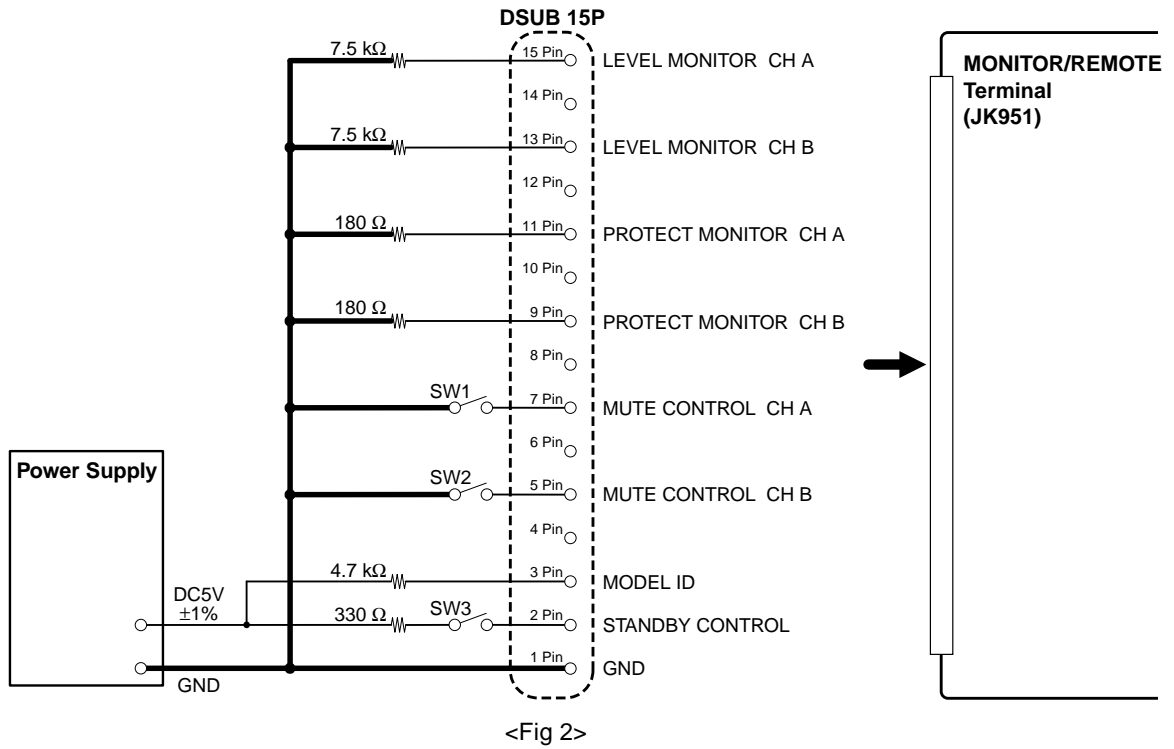 DSUB 15P
7.5 kΩ 15 Pin LEVEL MONITOR CH A
14 Pin
7.5 kΩ 13 Pin LEVEL MONITOR CH B
12 Pin
180 Ω 11 Pin PROTECT MONITOR CH A
10 Pin
180 Ω 9 Pin PROTECT MONITOR CH B
8 Pin
SW1 7 Pin MUTE CONTROL CH A
6 Pin
SW2 5 Pin MUTE CONTROL CH B
4 Pin
4.7 kΩ 3 Pin MODEL ID
330 Ω SW3 2 Pin STANDBY CONTROL
1 Pin GND
Power Supply
DC5V
±1%
GND
MONITOR/REMOTE
Terminal
(JK951)
<Fig 2>